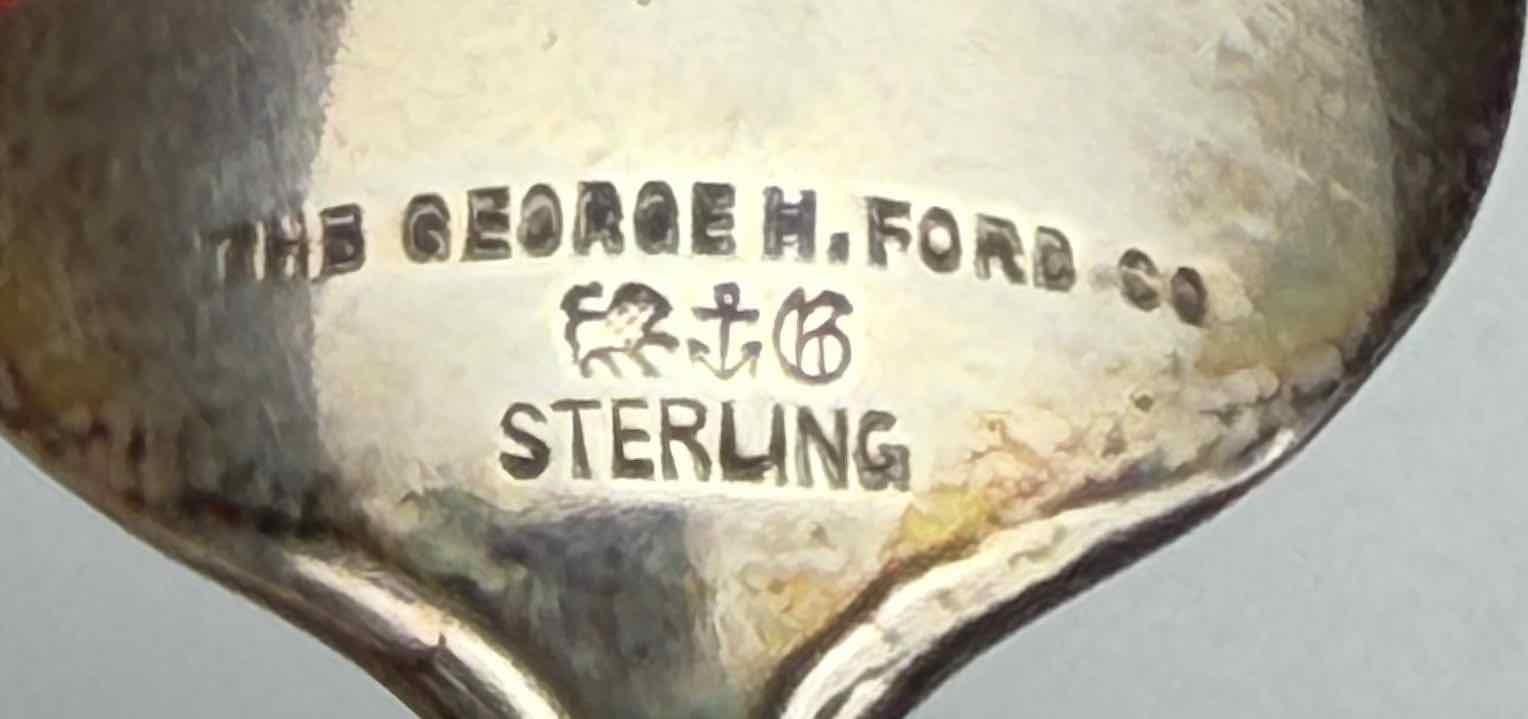 THE GEORGE H. FORD CO
STERLING